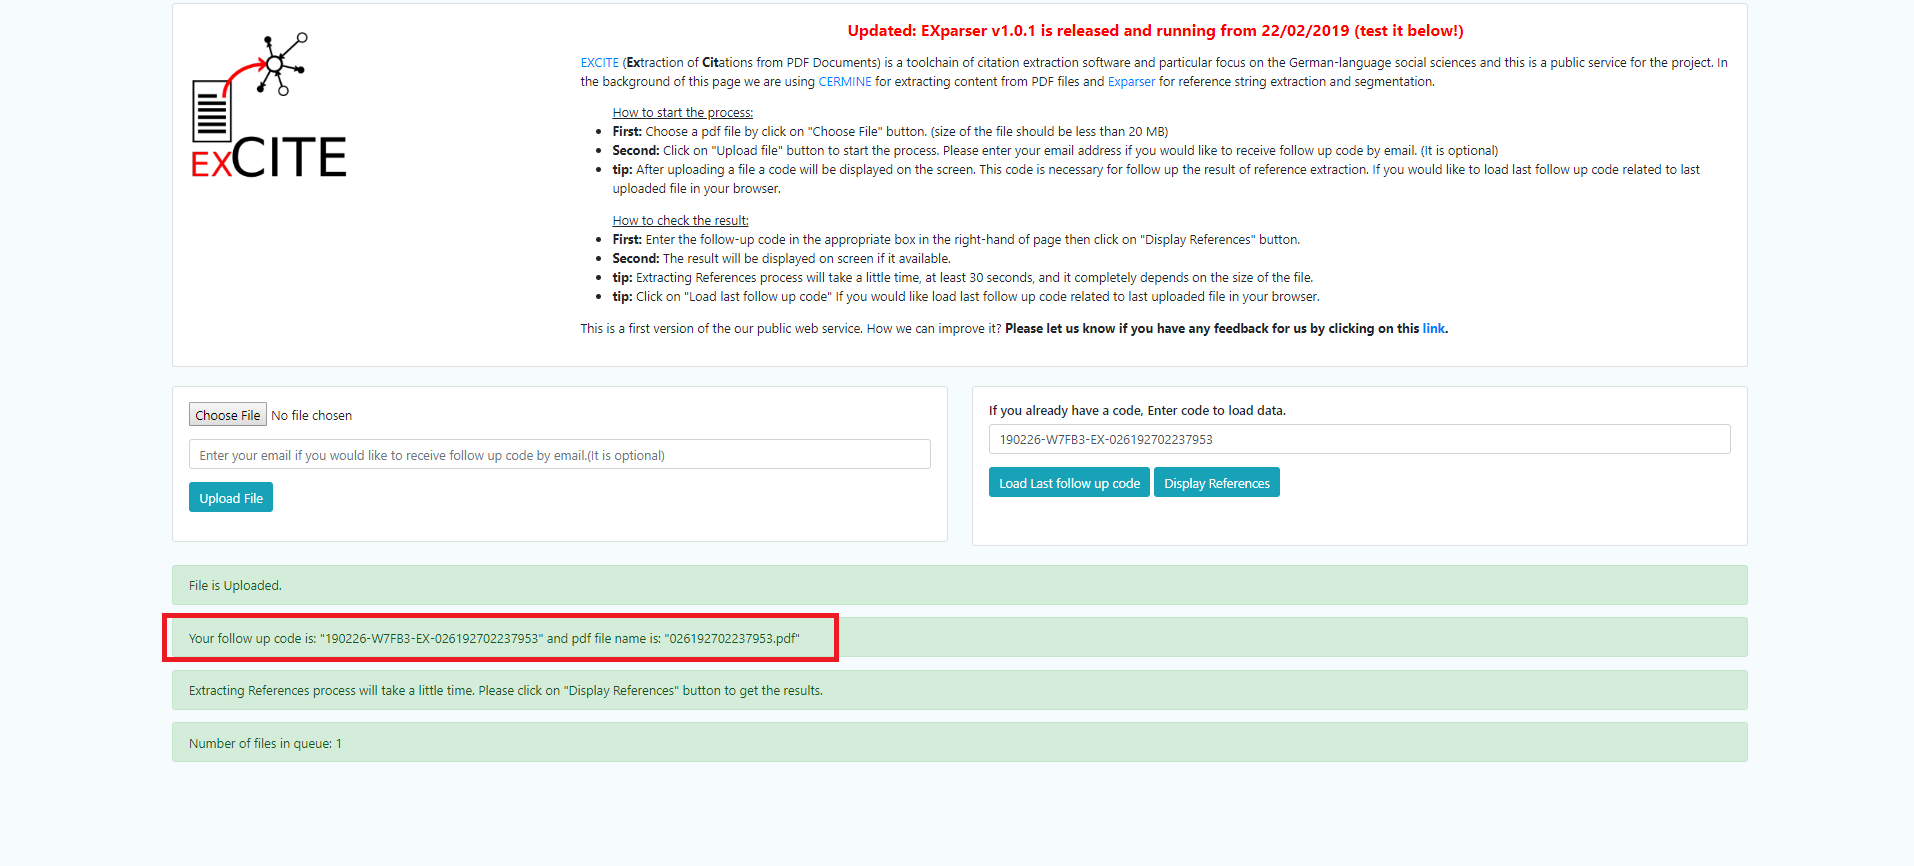 EXCITE
Updated: EXparser v1.0.1 is released and running from 22/02/2019 (test it below!)
EXCITE (Extraction of Citations from PDF Documents) is a toolchain of citation extraction software and particular focus on the German-language social sciences and this is a public service for the project. In
the background of this page we are using CERMINE for extracting content from PDF files and Exparser for reference string extraction and segmentation.
How to start the process:
• First: Choose a pdf file by click on "Choose File" button. (size of the file should be less than 20 MB)
• Second: Click on "Upload file" button to start the process. Please enter your email address if you would like to receive follow up code by email. (It is optional)
• tip: After uploading a file a code will be displayed on the screen. This code is necessary for follow up the result of reference extraction. If you would like to load last follow up code related to last
uploaded file in your browser.
How to check the result:
• First: Enter the follow-up code in the appropriate box in the right-hand of page then click on "Display References" button.
• Second: The result will be displayed on screen if it available.
• tip: Extracting References process will take a little time, at least 30 seconds, and it completely depends on the size of the file.
• tip: Click on "Load last follow up code" If you would like load last follow up code related to last uploaded file in your browser.
This is a first version of the our public web service. How we can improve it? Please let us know if you have any feedback for us by clicking on this link.
Choose File No file chosen
Enter your email if you would like to receive follow up code by email.(It is optional)
Upload File
If you already have a code, Enter code to load data.
190226-W7FB3-EX-026192702237953
Load Last follow up code Display References
File is Uploaded.
Your follow up code is: "190226-W7FB3-EX-026192702237953" and pdf file name is: "026192702237953.pdf"
Extracting References process will take a little time. Please click on "Display References" button to get the results.
Number of files in queue: 1